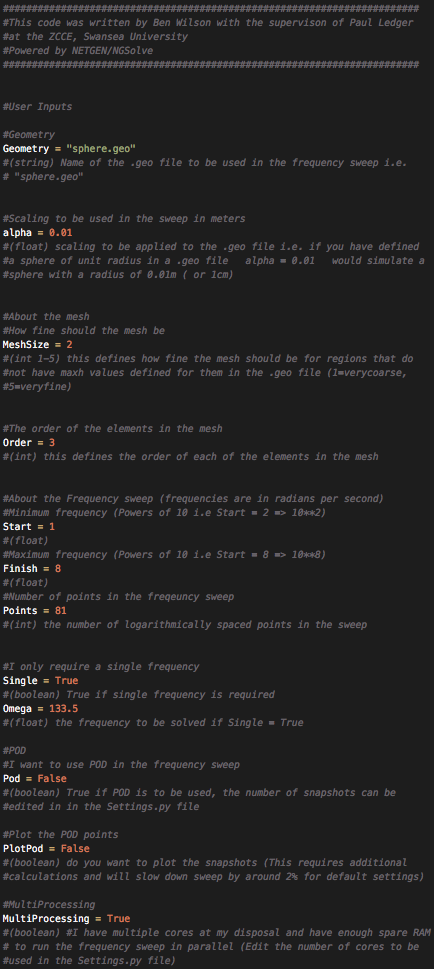 ########################################################################
#This code was written by Ben Wilson with the supervison of Paul Ledger
#at the ZCCE, Swansea University
#Powered by NETGEN/NGSolve
########################################################################
#User Inputs
#Geometry
Geometry = "sphere.geo"
#(string) Name of the .geo file to be used in the frequency sweep i.e.
# "sphere.geo"
#Scaling to be used in the sweep in meters
alpha = 0.01
#(float) scaling to be applied to the .geo file i.e. if you have defined
#a sphere of unit radius in a .geo file   alpha = 0.01   would simulate a
#sphere with a radius of 0.01m ( or 1cm)
#About the mesh
#How fine should the mesh be
MeshSize = 2
#(int 1-5) this defines how fine the mesh should be for regions that do
#not have maxh values defined for them in the .geo file (1=verycoarse,
#5=veryfine)
#The order of the elements in the mesh
Order = 3
#(int) this defines the order of each of the elements in the mesh
#About the Frequency sweep (frequencies are in radians per second)
#Minimum frequency (Powers of 10 i.e Start = 2 => 10**2)
Start = 1
#(float)
#Maximum frequency (Powers of 10 i.e Start = 8 => 10**8)
Finish = 8
#(float)
#Number of points in the freqeuncy sweep
Points = 81
#(int) the number of logarithmically spaced points in the sweep
#I only require a single frequency
Single = True
#(boolean) True if single frequency is required
Omega = 133.5
#(float) the frequency to be solved if Single = True
#POD
#I want to use POD in the frequency sweep
Pod = False
#(boolean) True if POD is to be used, the number of snapshots can be
#edited in in the Settings.py file
#Plot the POD points
PlotPod = False
#(boolean) do you want to plot the snapshots (This requires additional
#calculations and will slow down sweep by around 2% for default settings)
#MultiProcessing
MultiProcessing = True
#(boolean) #I have multiple cores at my disposal and have enough spare RAM
# to run the frequency sweep in parallel (Edit the number of cores to be
#used in the Settings.py file)